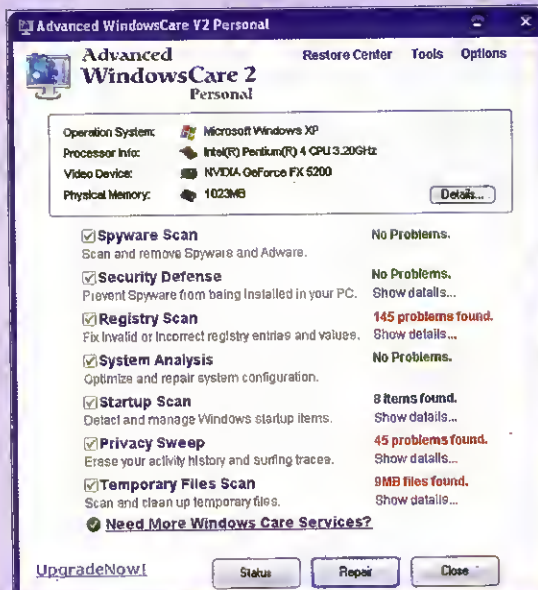 Advanced WindowsCare V2 Personal
Advanced
WindowsCare 2
Personal
Restore Center Tools Options
Operation System: Microsoft Windows XP
Processor Info: Intel(R) Pentium(R) 4 CPU 3.20GHz
Video Device: NVIDIA GeForce FX 5200
Physical Memory: 1023MB
Details...
Spyware Scan No Problems.
Scan and remove Spyware and Adware.
Security Defense No Problems.
Prevent Spyware from being installed in your PC. Show details...
Registry Scan 145 problems found.
Fix invalid or incorrect registry entries and values. Show details...
System Analysis No Problems.
Optimize and repair system configuration.
Startup Scan 8 items found.
Detect and manage Windows startup items. Show details...
Privacy Sweep 45 problems found.
Erase your activity history and surfing traces. Show details...
Temporary Files Scan 9MB files found.
Scan and clean up temporary files. Show details...
Need More Windows Care Services?
UpgradeNow! Status Repair Close